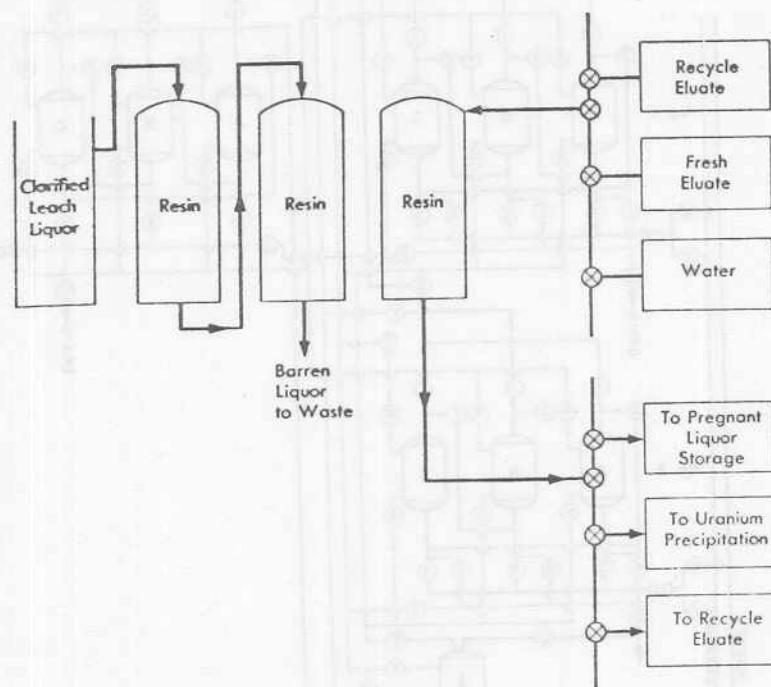 Clarified
Leach
Liquor
Resin
Resin
Resin
Barren
Liquor
to Waste
Recycle
Eluate
Fresh
Eluate
Water
To Pregnant
Liquor
Storage
To Uranium
Precipitation
To Recycle
Eluate